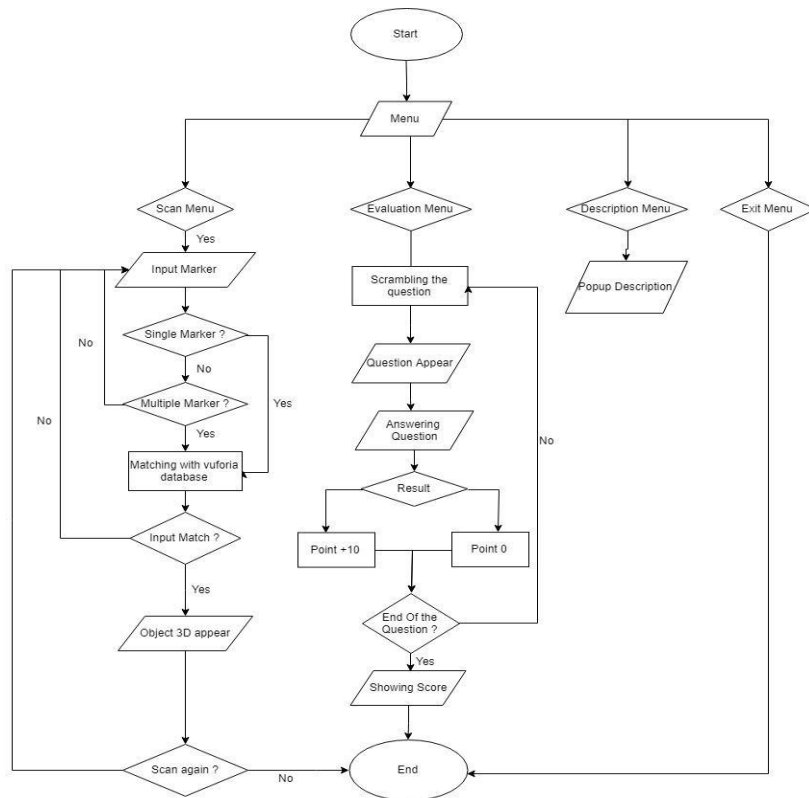 Start
Menu
Scan Menu
Evaluation Menu
Description Menu
Exit Menu
Yes
Input Marker
Scrambling the
question
Popup Description
Single Marker ?
No
No
Question Appear
Multiple Marker ?
Yes
No
Answering
Question
No
Yes
Matching with vuforia
database
Result
Input Match ?
Point +10
Point 0
Yes
End Of the
Question ?
Object 3D appear
Yes
Showing Score
Scan again ?
No
End